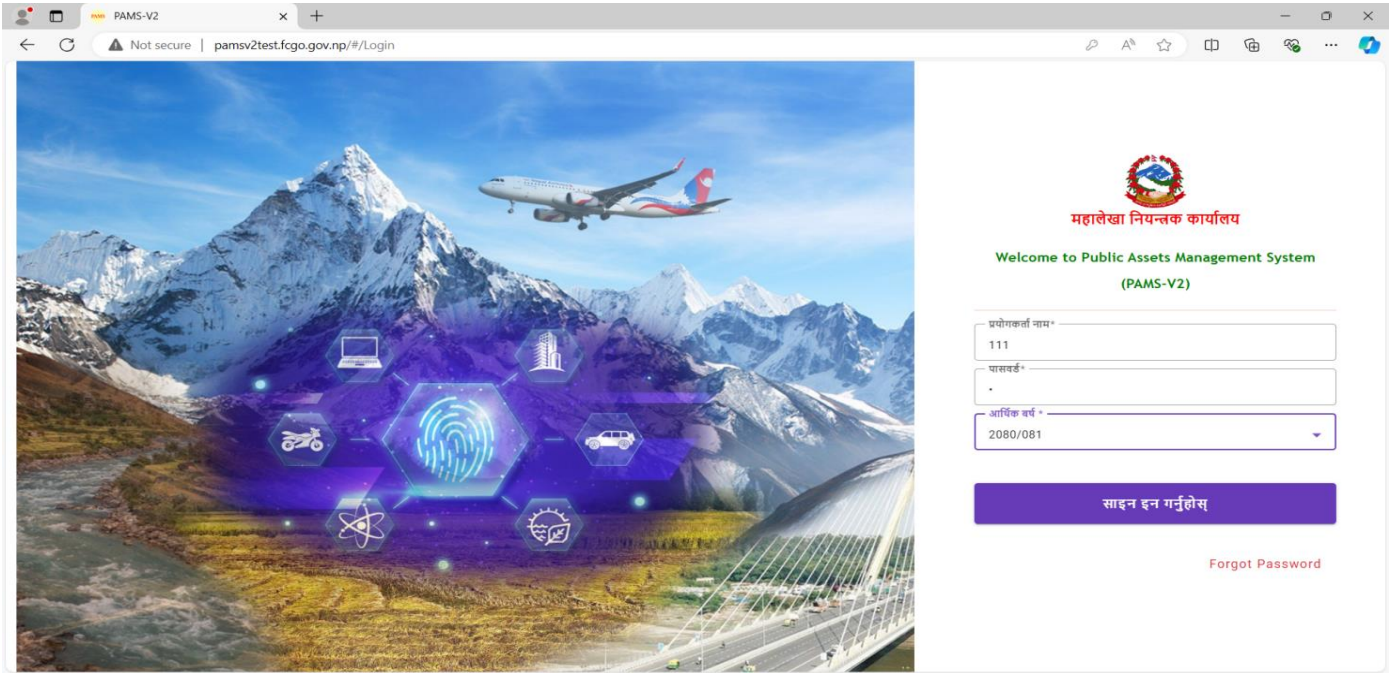 PAMS-V2
Not secure | pamsv2test.fcgo.gov.np/#/Login
महालेखा नियन्त्रक कार्यालय
Welcome to Public Assets Management System
(PAMS-V2)
प्रयोगकर्ता नाम*
111
पासवर्ड*
आर्थिक वर्ष *
2080/081
साइन इन गर्नुहोस्
Forgot Password